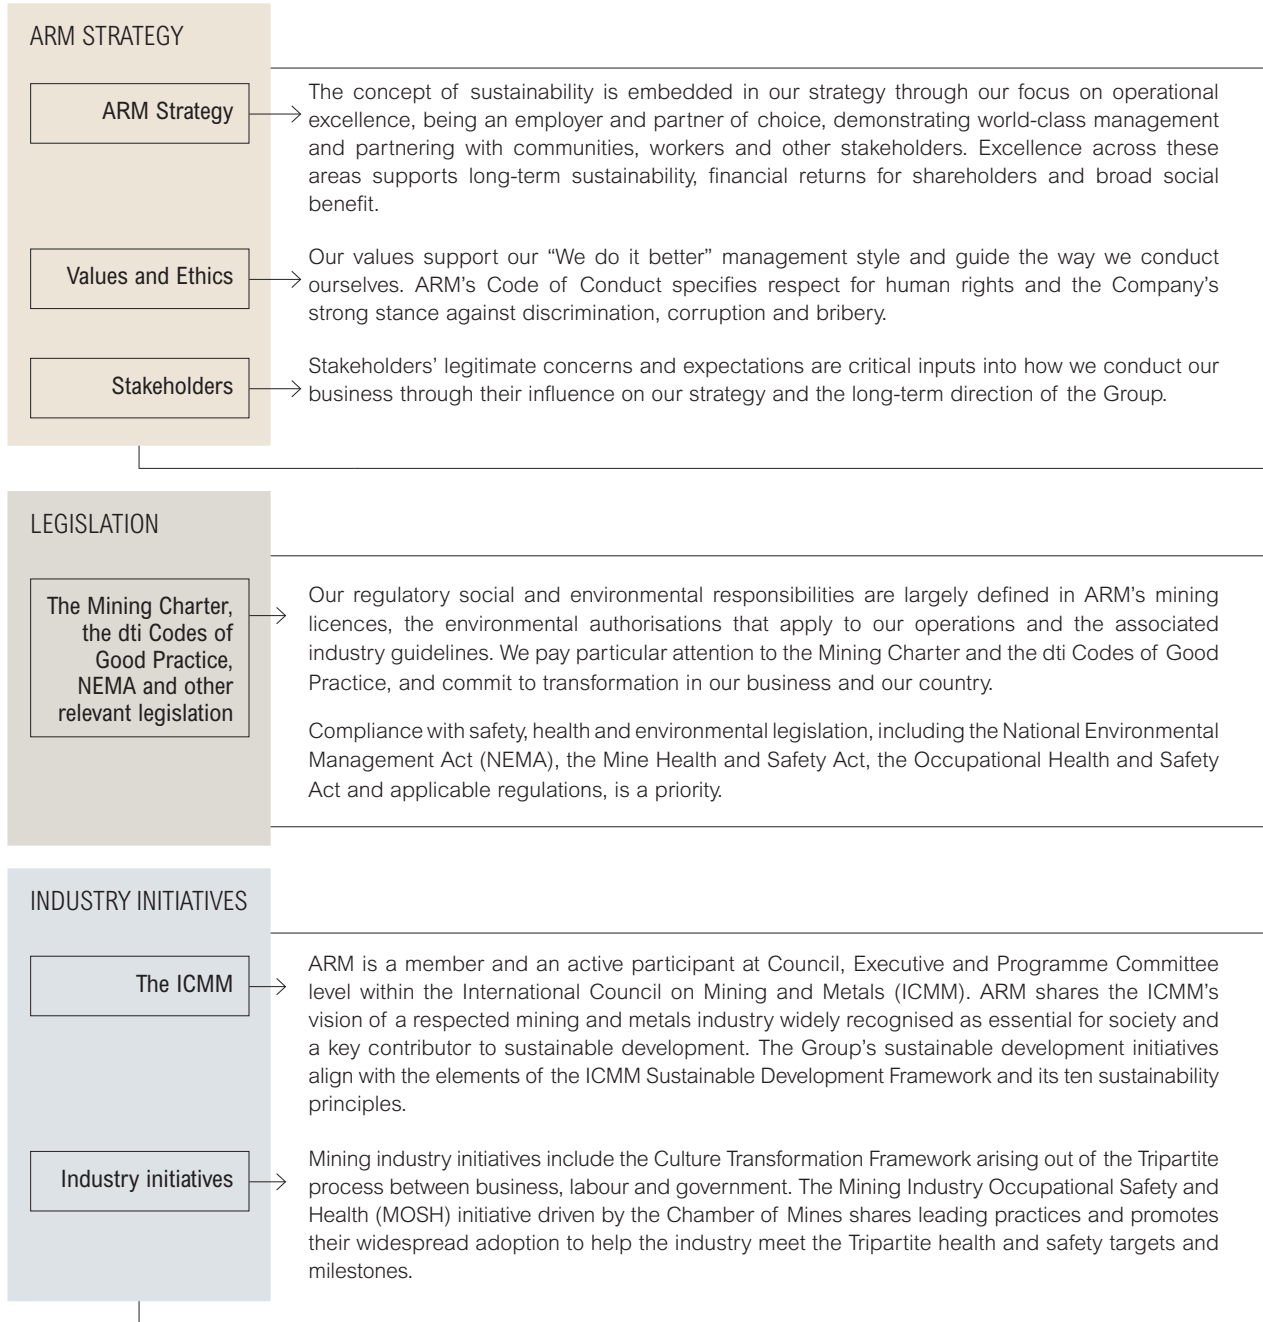 ARM STRATEGY
ARM Strategy
The concept of sustainability is embedded in our strategy through our focus on operational
excellence, being an employer and partner of choice, demonstrating world-class management
and partnering with communities, workers and other stakeholders. Excellence across these
areas supports long-term sustainability, financial returns for shareholders and broad social
benefit.
Values and Ethics
Our values support our “We do it better” management style and guide the way we conduct
ourselves. ARM’s Code of Conduct specifies respect for human rights and the Company’s
strong stance against discrimination, corruption and bribery.
Stakeholders
Stakeholders’ legitimate concerns and expectations are critical inputs into how we conduct our
business through their influence on our strategy and the long-term direction of the Group.
LEGISLATION
The Mining Charter,
the dti Codes of
Good Practice,
NEMA and other
relevant legislation
Our regulatory social and environmental responsibilities are largely defined in ARM’s mining
licences, the environmental authorisations that apply to our operations and the associated
industry guidelines. We pay particular attention to the Mining Charter and the dti Codes of Good
Practice, and commit to transformation in our business and our country.
Compliance with safety, health and environmental legislation, including the National Environmental
Management Act (NEMA), the Mine Health and Safety Act, the Occupational Health and Safety
Act and applicable regulations, is a priority.
INDUSTRY INITIATIVES
The ICMM
ARM is a member and an active participant at Council, Executive and Programme Committee
level within the International Council on Mining and Metals (ICMM). ARM shares the ICMM’s
vision of a respected mining and metals industry widely recognised as essential for society and
a key contributor to sustainable development. The Group’s sustainable development initiatives
align with the elements of the ICMM Sustainable Development Framework and its ten sustainability
principles.
Industry initiatives
Mining industry initiatives include the Culture Transformation Framework arising out of the Tripartite
process between business, labour and government. The Mining Industry Occupational Safety and
Health (MOSH) initiative driven by the Chamber of Mines shares leading practices and promotes
their widespread adoption to help the industry meet the Tripartite health and safety targets and
milestones.